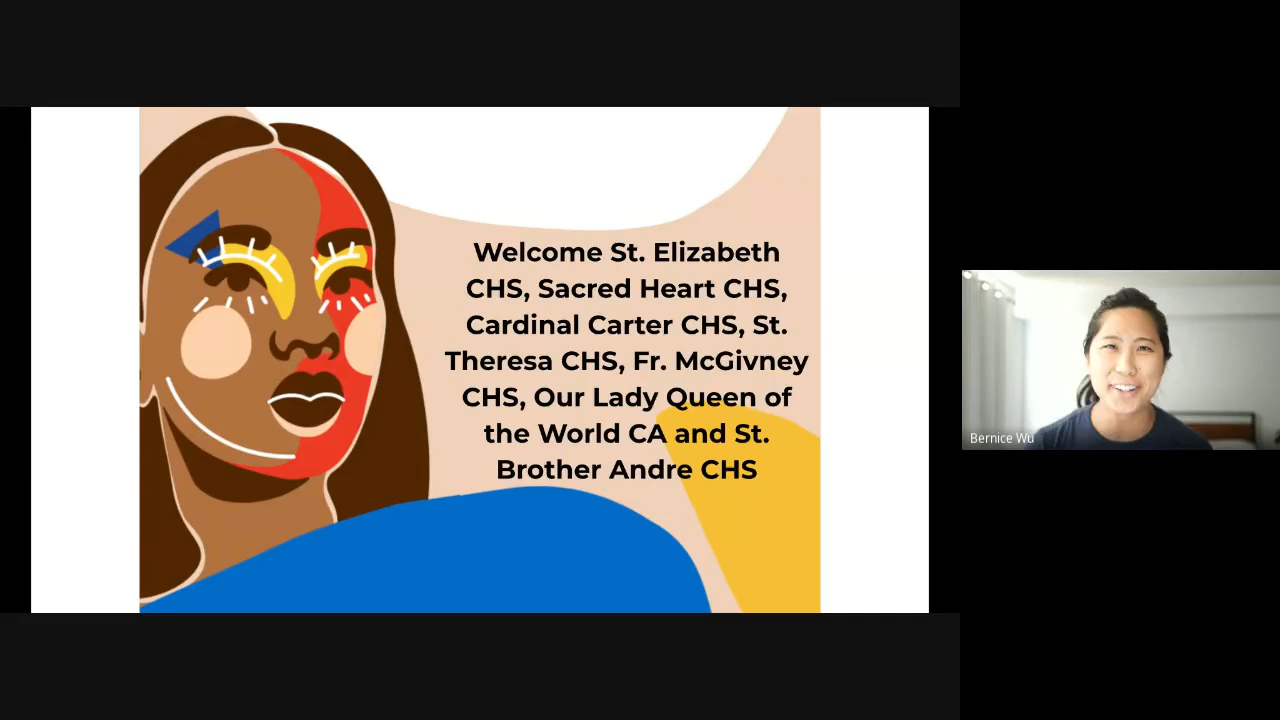 Welcome St. Elizabeth
CHS, Sacred Heart CHS,
Cardinal Carter CHS, St.
Theresa CHS, Fr. McGivney
CHS, Our Lady Queen of
the World CA and St.
Brother Andre CHS
Bernice Wu